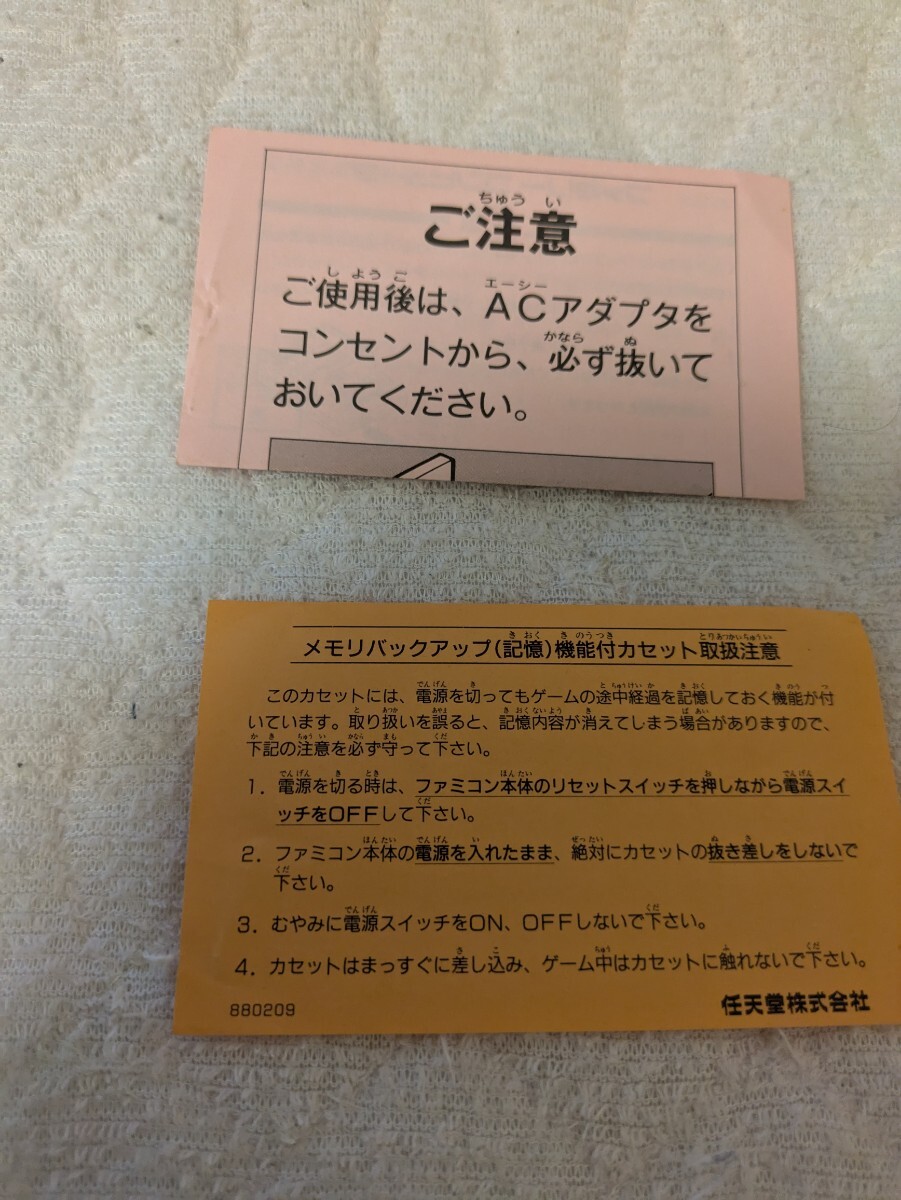 ご注意
ご使用後は、ACアダプタを
コンセントから、必ず抜いて
おいてください。
メモリバックアップ(記憶)機能付カセット取扱注意
このカセットには、電源を切ってもゲームの途中経過を記憶しておく機能が付
いています。取り扱いを誤ると、記憶内容が消えてしまう場合がありますので、
下記の注意を必ず守って下さい。
1. 電源を切る時は、ファミコン本体のリセットスイッチを押しながら電源スイ
ッチをOFFして下さい。
2. ファミコン本体の電源を入れたまま、絶対にカセットの抜き差しをしないで
下さい。
3. むやみに電源スイッチをON、OFFしないで下さい。
4. カセットはまっすぐに差し込み、ゲーム中はカセットに触れないで下さい。
880209
任天堂株式会社